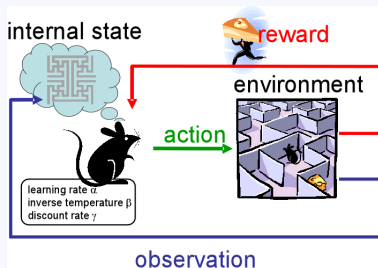 internal state
reward
environment
action
learning rate α
inverse temperature β
discount rate γ
observation